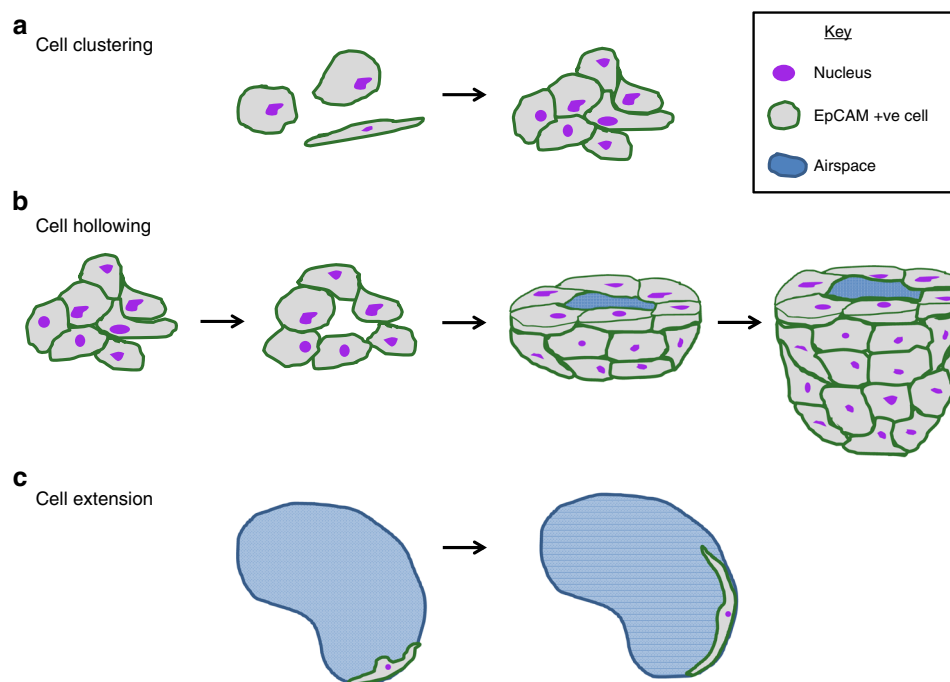 a
Cell clustering
Key
Nucleus
EpCAM +ve cell
Airspace
b
Cell hollowing
c
Cell extension